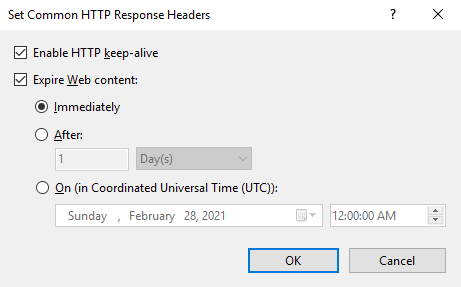 Set Common HTTP Response Headers
Enable HTTP keep-alive
Expire Web content:
Immediately
After:
1 Day(s)
On (in Coordinated Universal Time (UTC)):
Sunday , February 28, 2021 12:00:00 AM
OK Cancel